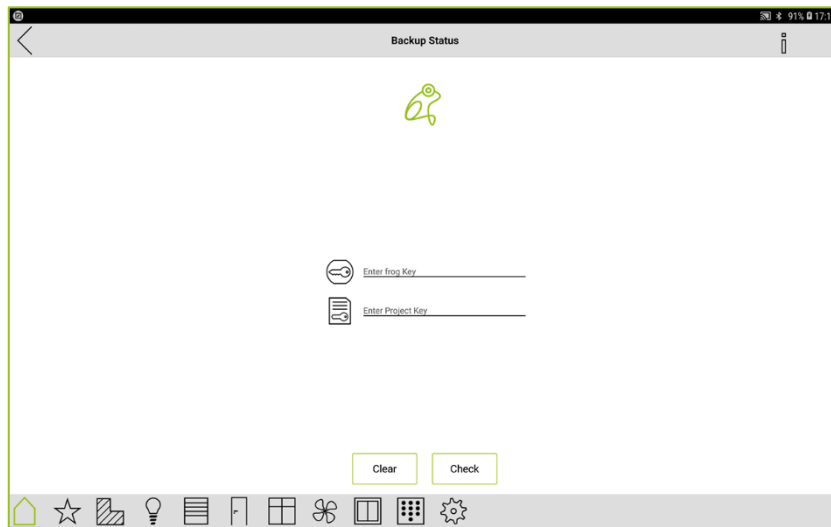 91% 17:1
Backup Status
Enter frog Key
Enter Project Key
Clear
Check